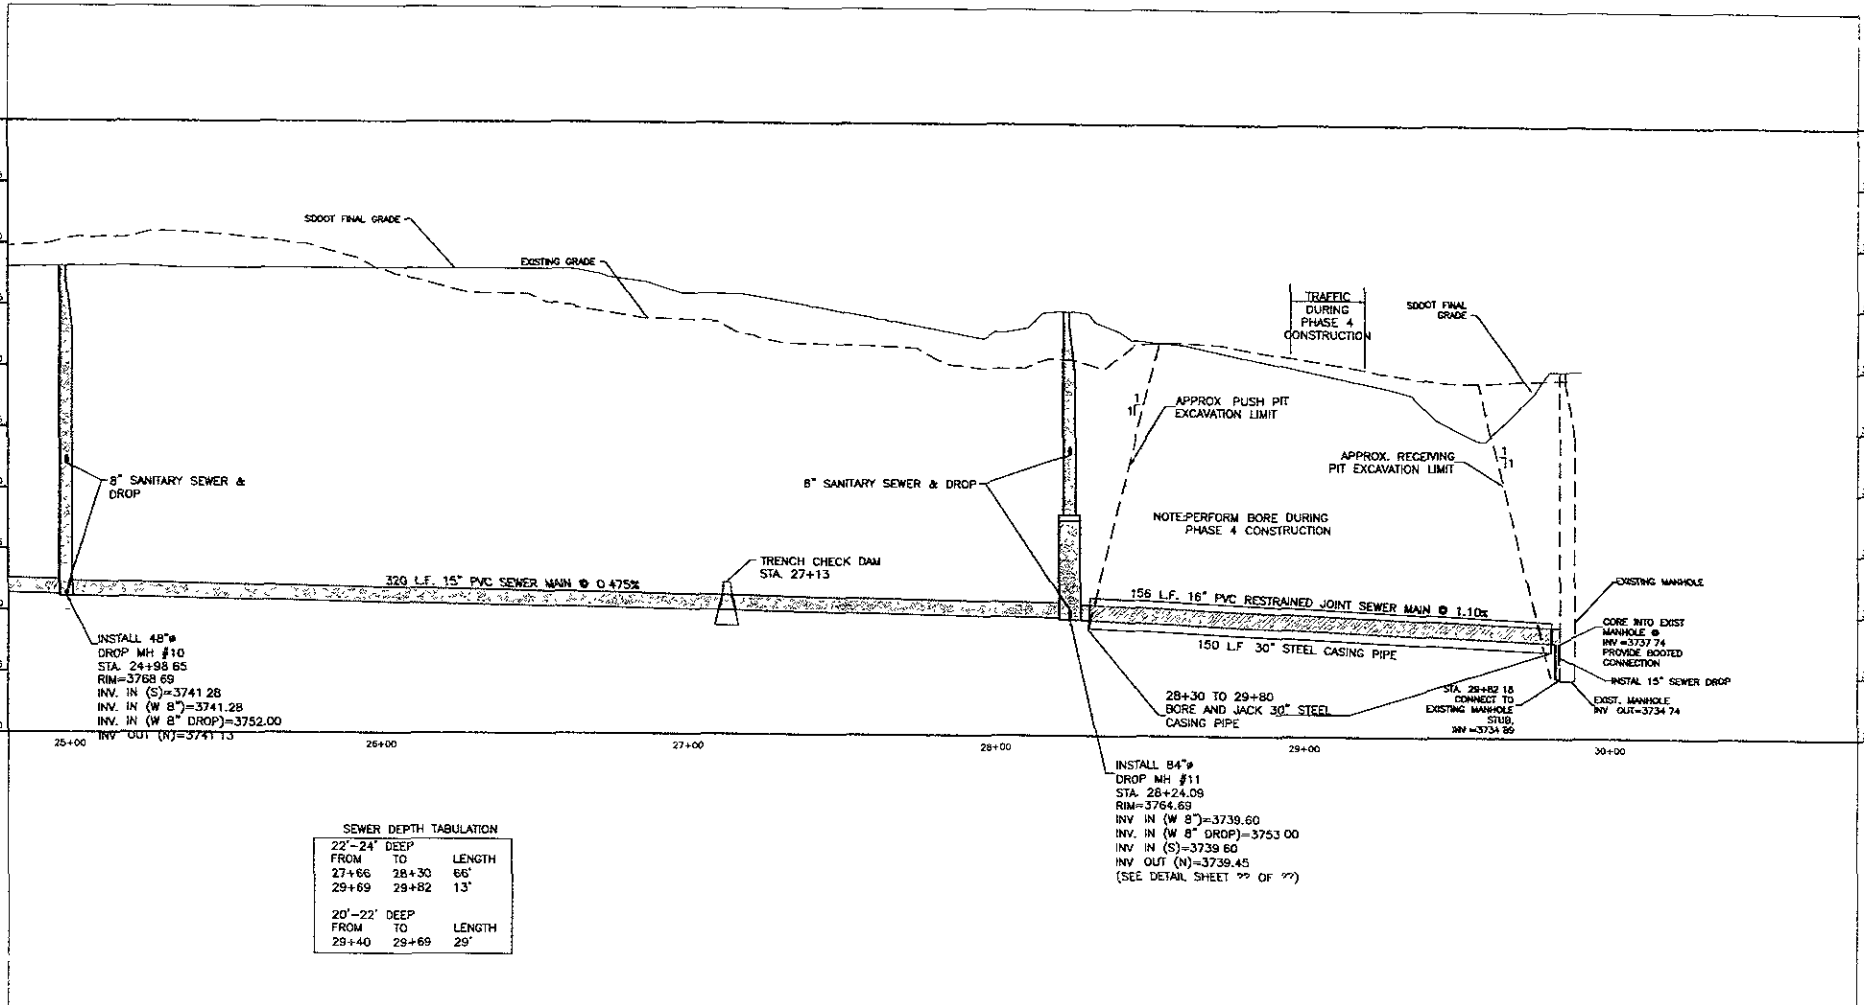 SDDOT FINAL GRADE
EXISTING GRADE
TRAFFIC
DURING
PHASE 4
CONSTRUCTION
SDDOT FINAL
GRADE
1
1
APPROX PUSH PIT
EXCAVATION LIMIT
APPROX. RECEIVING
PIT EXCAVATION LIMIT
1
1
8" SANITARY SEWER &
DROP
8" SANITARY SEWER & DROP
NOTE:PERFORM BORE DURING
PHASE 4 CONSTRUCTION
TRENCH CHECK DAM
STA. 27+13
320 L.F. 15" PVC SEWER MAIN @ 0.475%
156 L.F. 16" PVC RESTRAINED JOINT SEWER MAIN @ 1.10%
150 L.F 30" STEEL CASING PIPE
EXISTING MANHOLE
CORE INTO EXIST
MANHOLE @
INV =3737 74
PROVIDE BOOTED
CONNECTION
INSTAL 15" SEWER DROP
EXIST. MANHOLE
INV OUT=3734 74
STA. 29+82 18
CONNECT TO
EXISTING MANHOLE
STUB,
INV =3734 89
28+30 TO 29+80
BORE AND JACK 30" STEEL
CASING PIPE
INSTALL 48"ø
DROP MH #10
STA. 24+98 65
RIM=3768 69
INV. IN (S)=3741 28
INV. IN (W 8")=3741.28
INV. IN (W 8" DROP)=3752.00
INV OUT (N)=3741 13
25+00
26+00
27+00
28+00
29+00
30+00
INSTALL 84"ø
DROP MH #11
STA. 28+24.09
RIM=3764.69
INV IN (W 8")=3739.60
INV. IN (W 8" DROP)=3753 00
INV IN (S)=3739 60
INV OUT (N)=3739.45
(SEE DETAIL SHEET ?? OF ??)
SEWER DEPTH TABULATION
22'-24' DEEP
FROM TO LENGTH
27+66 28+30 66'
29+69 29+82 13'
20'-22' DEEP
FROM TO LENGTH
29+40 29+69 29'